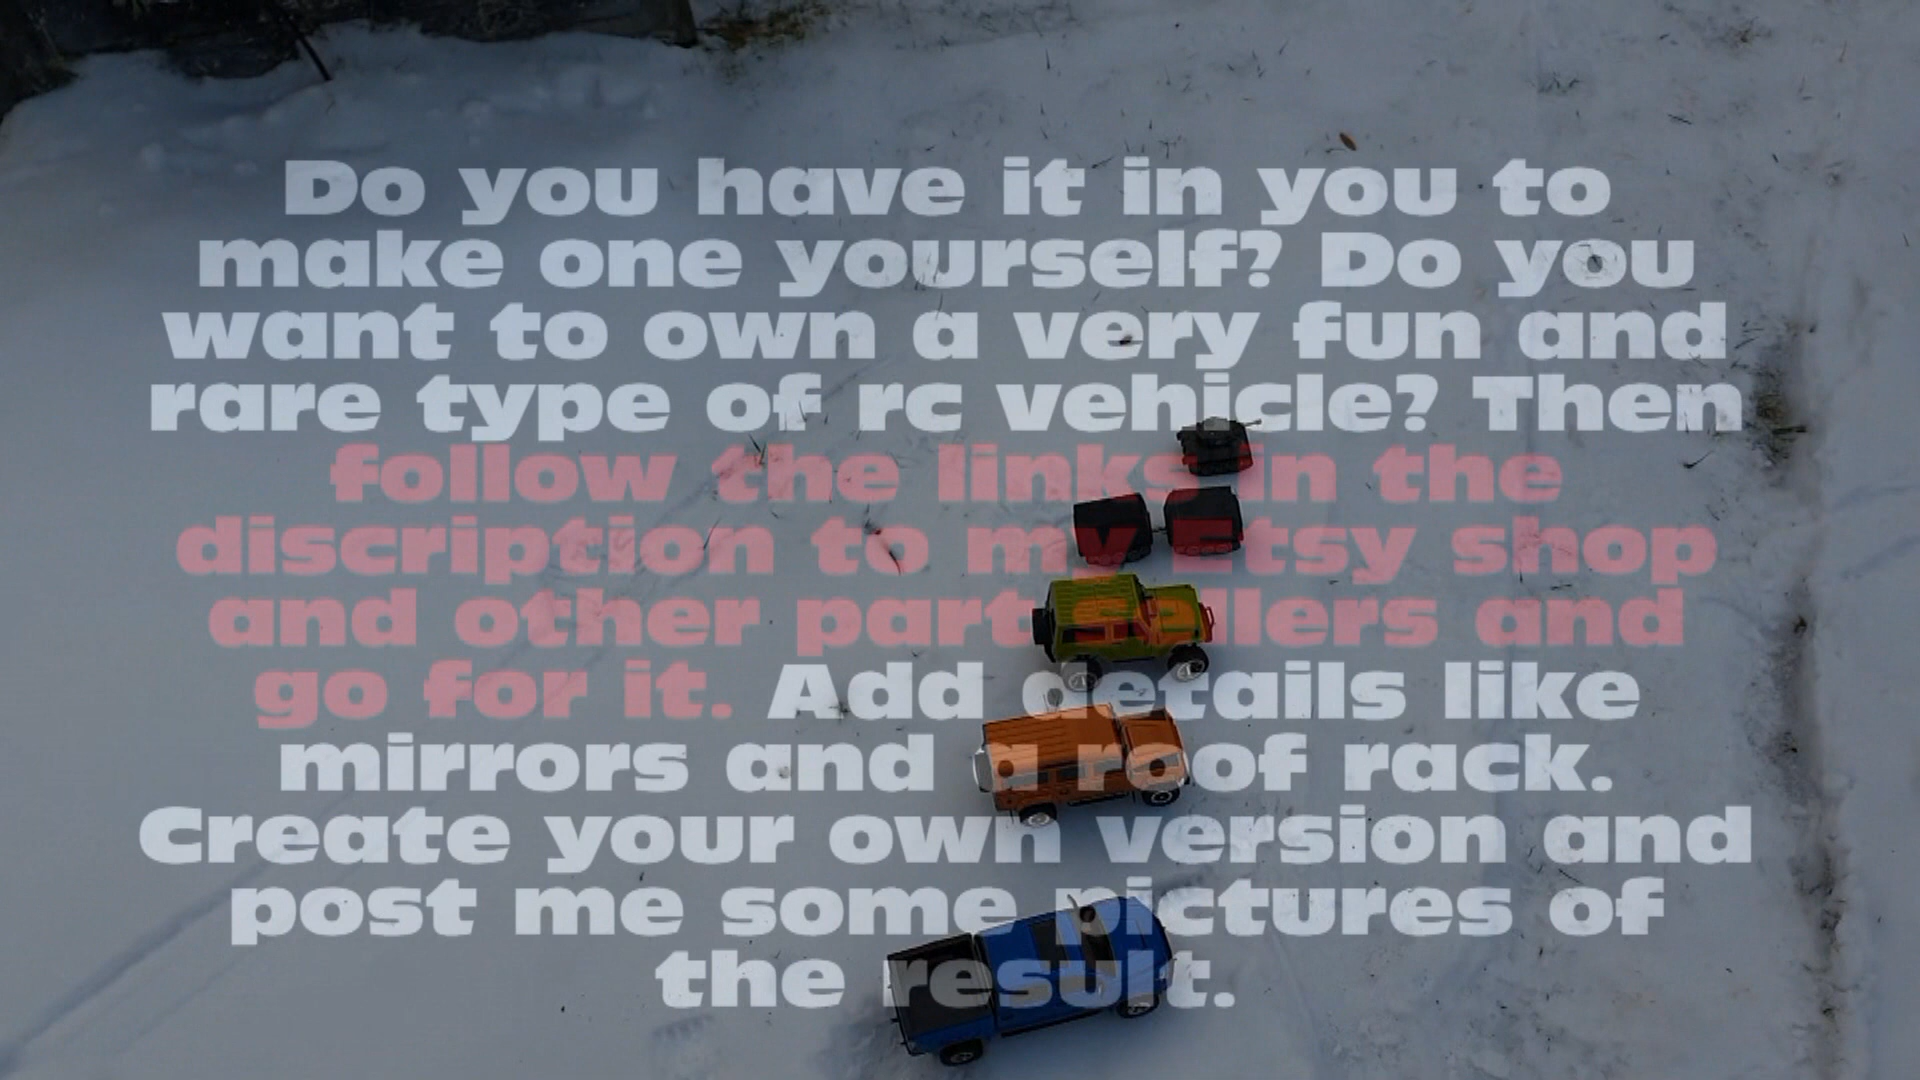 Do you have it in you to
make one yourself? Do you
want to own a very fun and
rare type of rc vehicle? Then
follow the links in the
discription to my Etsy shop
and other part sellers and
go for it. Add details like
mirrors and a roof rack.
Create your own version and
post me some pictures of
the result.